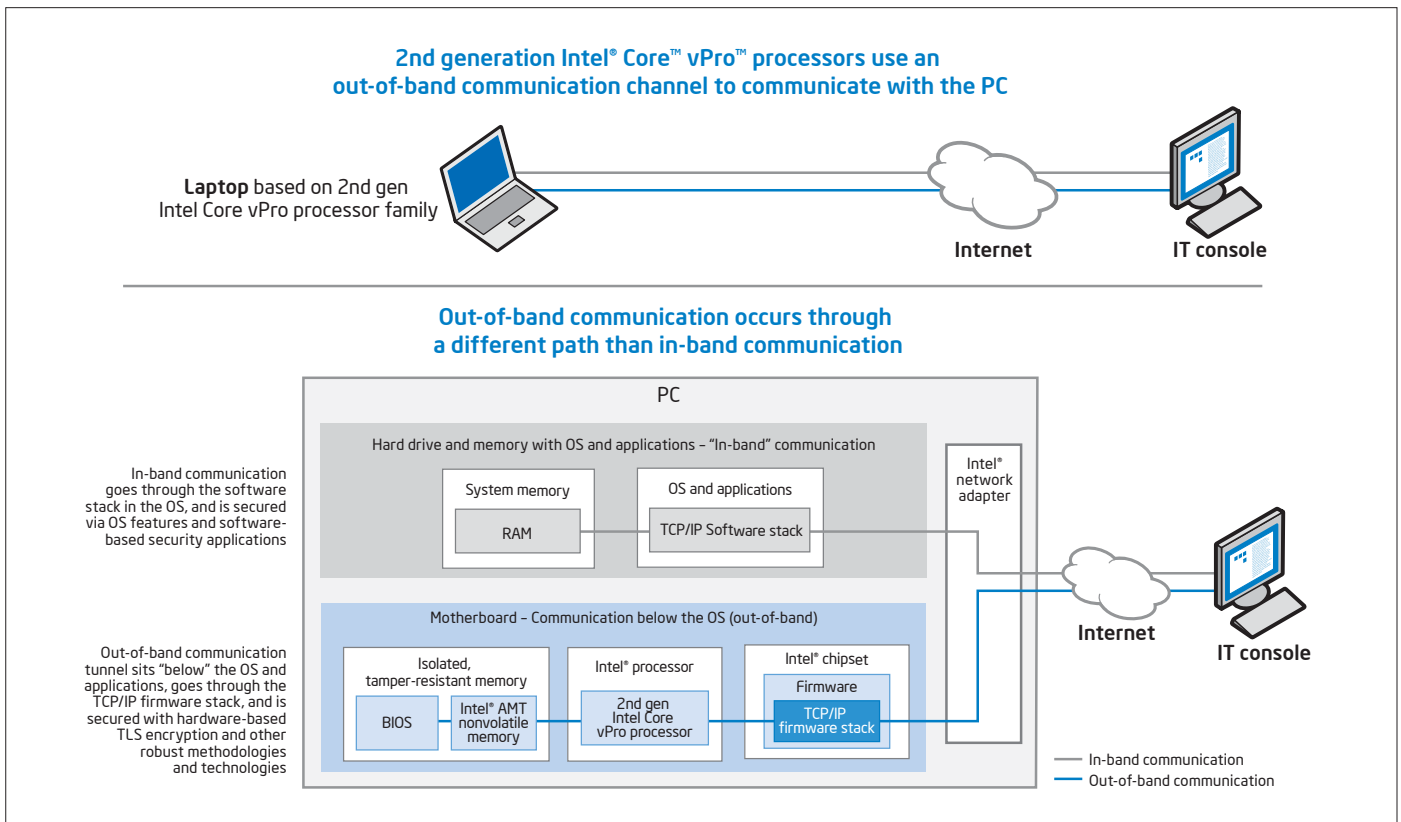 2nd generation Intel® Core™ vPro™ processors use an
out-of-band communication channel to communicate with the PC
Laptop based on 2nd gen
Intel Core vPro processor family
Internet
IT console
Out-of-band communication occurs through
a different path than in-band communication
PC
Hard drive and memory with OS and applications – “In-band” communication
In-band communication
goes through the software
stack in the OS, and is secured
via OS features and software-
based security applications
System memory
RAM
OS and applications
TCP/IP Software stack
Intel®
network
adapter
Internet
IT console
Motherboard – Communication below the OS (out-of-band)
Out-of-band communication
tunnel sits “below” the OS and
applications, goes through the
TCP/IP firmware stack, and is
secured with hardware-based
TLS encryption and other
robust methodologies
and technologies
Isolated,
tamper-resistant memory
BIOS
Intel® AMT
nonvolatile
memory
Intel® processor
2nd gen
Intel Core
vPro processor
Intel® chipset
Firmware
TCP/IP
firmware stack
In-band communication
Out-of-band communication